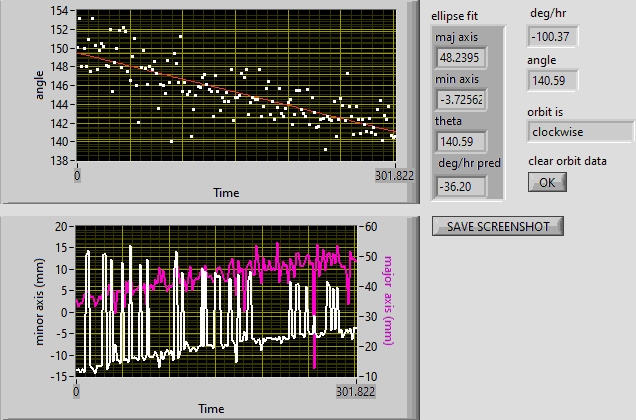 154
152
150
148
146
144
142
140
138
angle
0
301.822
Time
ellipse fit
maj axis
48.2395
min axis
-3.72562
theta
140.59
deg/hr pred
-36.20
deg/hr
-100.37
angle
140.59
orbit is
clockwise
clear orbit data
OK
SAVE SCREENSHOT
20
15
10
5
0
-5
-10
-15
minor axis (mm)
60
50
40
30
20
10
major axis (mm)
0
301.822
Time